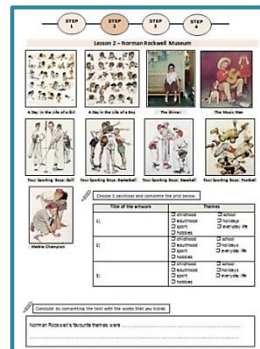 STEP 1
STEP 2
STEP 3
STEP 4
Lesson 2 – Norman Rockwell Museum
A Day in the Life of a Girl
A Day in the Life of a Boy
The Shiner
The Music Man
Four Sporting Boys: Golf
Four Sporting Boys: Basketball
Four Sporting Boys: Baseball
Four Sporting Boys: Football
Marble Champion
Choose 3 paintings and complete the grid below.
Title of the artwork
Themes
1)
childhood
school
adulthood
holidays
sport
everyday life
hobbies
2)
childhood
school
adulthood
holidays
sport
everyday life
hobbies
3)
childhood
school
adulthood
holidays
sport
everyday life
hobbies
Conclude by completing the text with the words that you ticked.
Norman Rockwell's favourite themes were